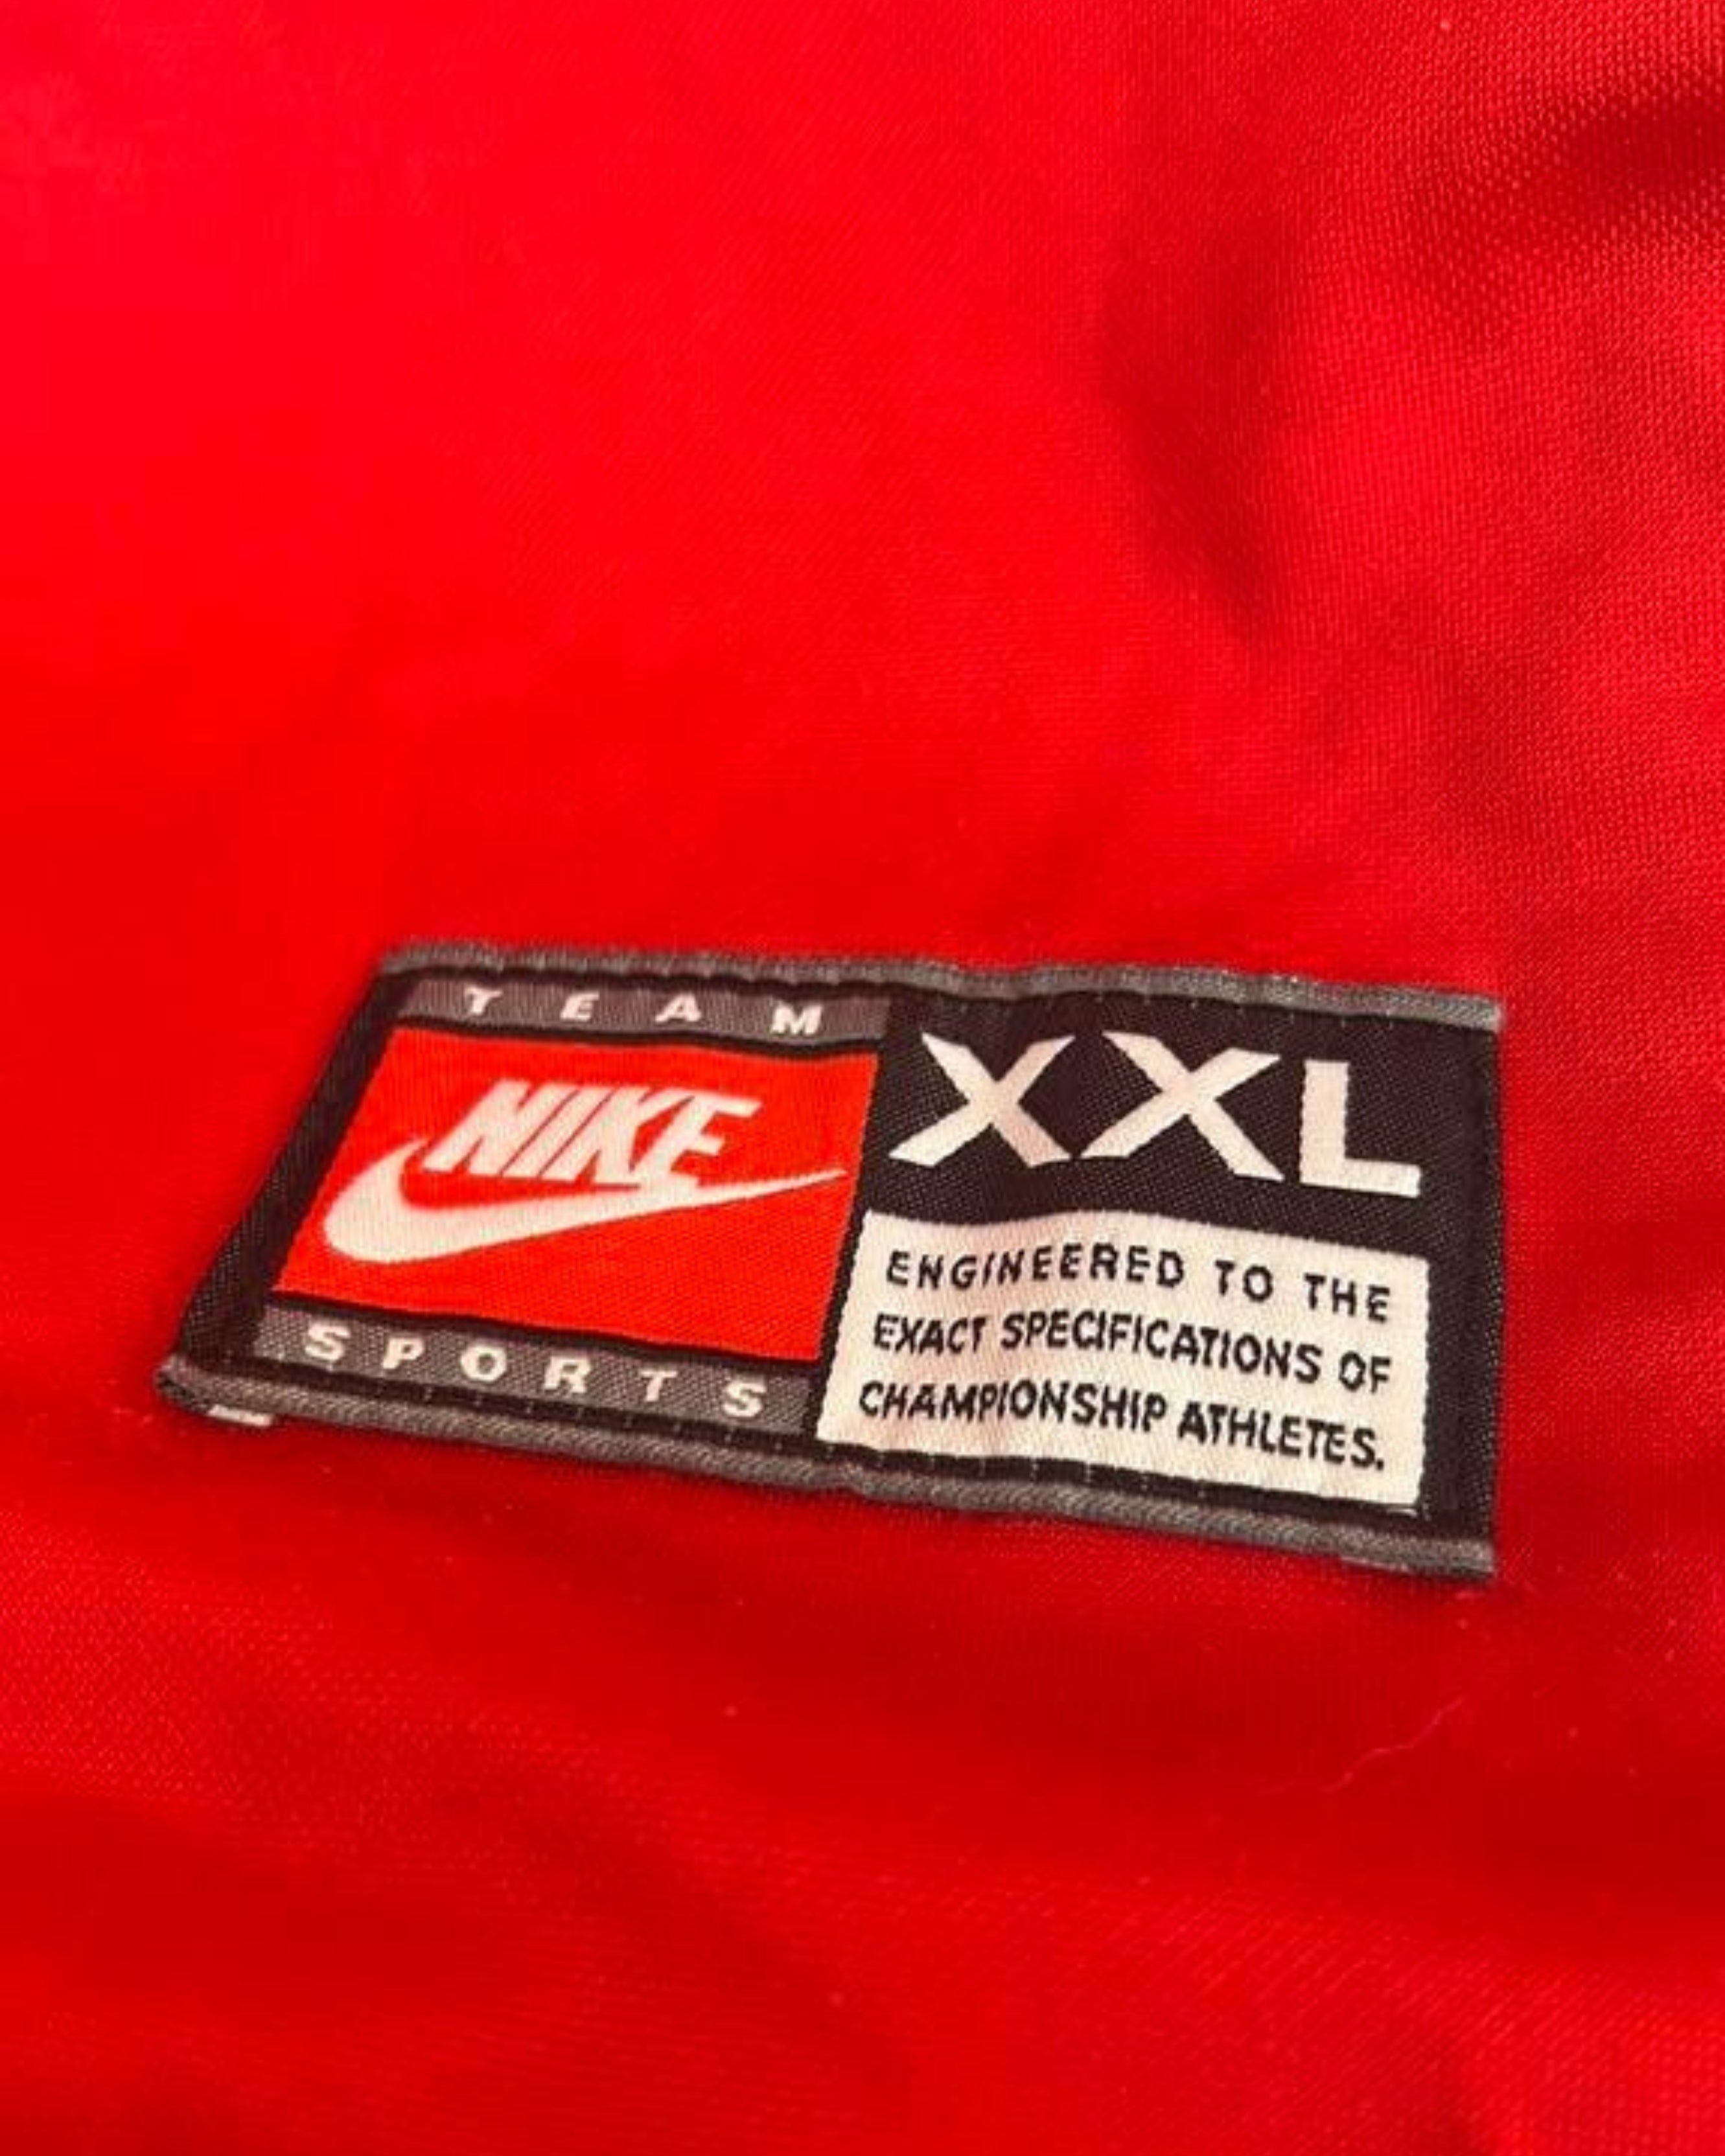 TEAM
NIKE
SPORTS
XXL
ENGINEERED TO THE
EXACT SPECIFICATIONS OF
CHAMPIONSHIP ATHLETES.